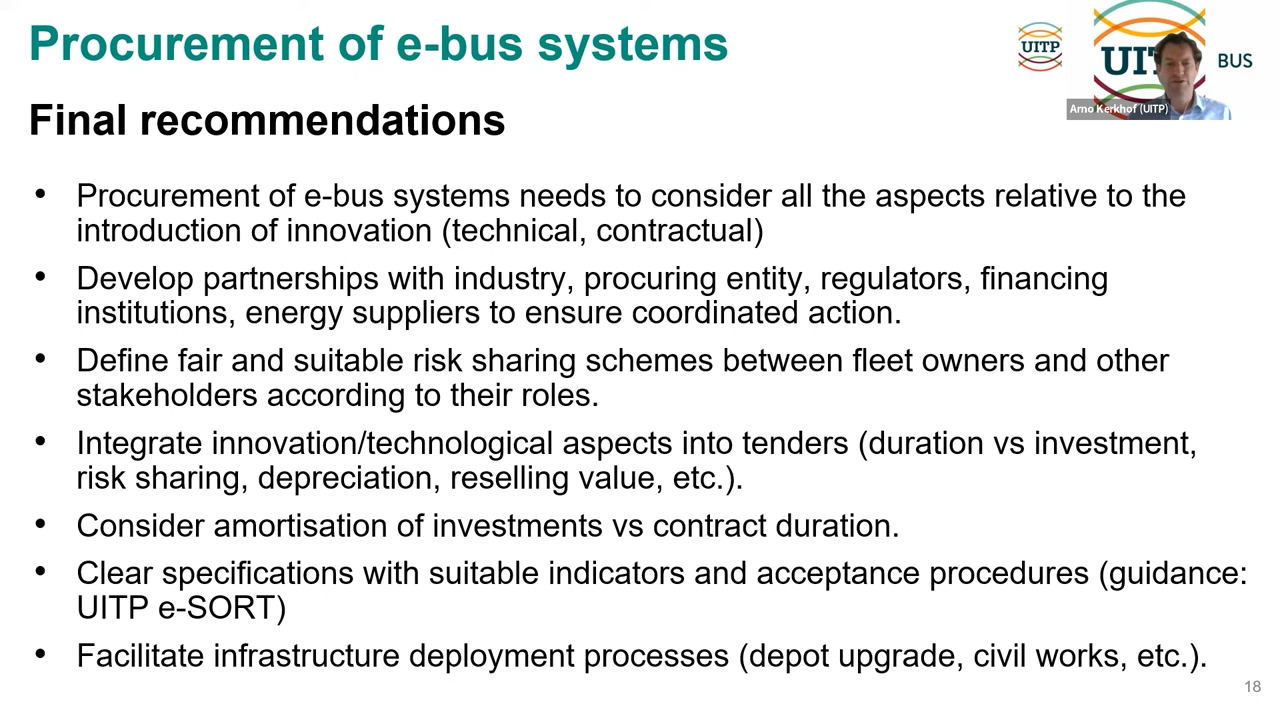 Procurement of e-bus systems
UITP
UIT
BUS
Arno Kerkhof (UITP)
Final recommendations
• Procurement of e-bus systems needs to consider all the aspects relative to the
introduction of innovation (technical, contractual)
• Develop partnerships with industry, procuring entity, regulators, financing
institutions, energy suppliers to ensure coordinated action.
• Define fair and suitable risk sharing schemes between fleet owners and other
stakeholders according to their roles.
• Integrate innovation/technological aspects into tenders (duration vs investment,
risk sharing, depreciation, reselling value, etc.).
• Consider amortisation of investments vs contract duration.
• Clear specifications with suitable indicators and acceptance procedures (guidance:
UITP e-SORT)
• Facilitate infrastructure deployment processes (depot upgrade, civil works, etc.).
18